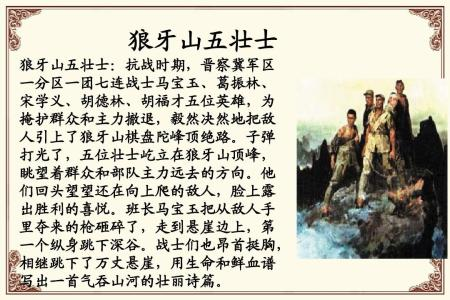 狼牙山五壮士
狼牙山五壮士：抗战时期，晋察冀军区
一分区一团七连战士马宝玉、葛振林、
宋学义、胡德林、胡福才五位英雄，为
掩护群众和主力撤退，毅然决然地把敌
人引上了狼牙山棋盘陀峰顶绝路。子弹
打光了，五位壮士屹立在狼牙山顶峰，
眺望着群众和部队主力远去的方向。他
们回头望望还在向上爬的敌人，脸上露
出胜利的喜悦。班长马宝玉把从敌人手
里夺来的枪砸碎了，走到悬崖边上，第
一个纵身跳下深谷。战士们也昂首挺胸，
相继跳下了万丈悬崖，用生命和鲜血谱
写出一首气吞山河的壮丽诗篇。